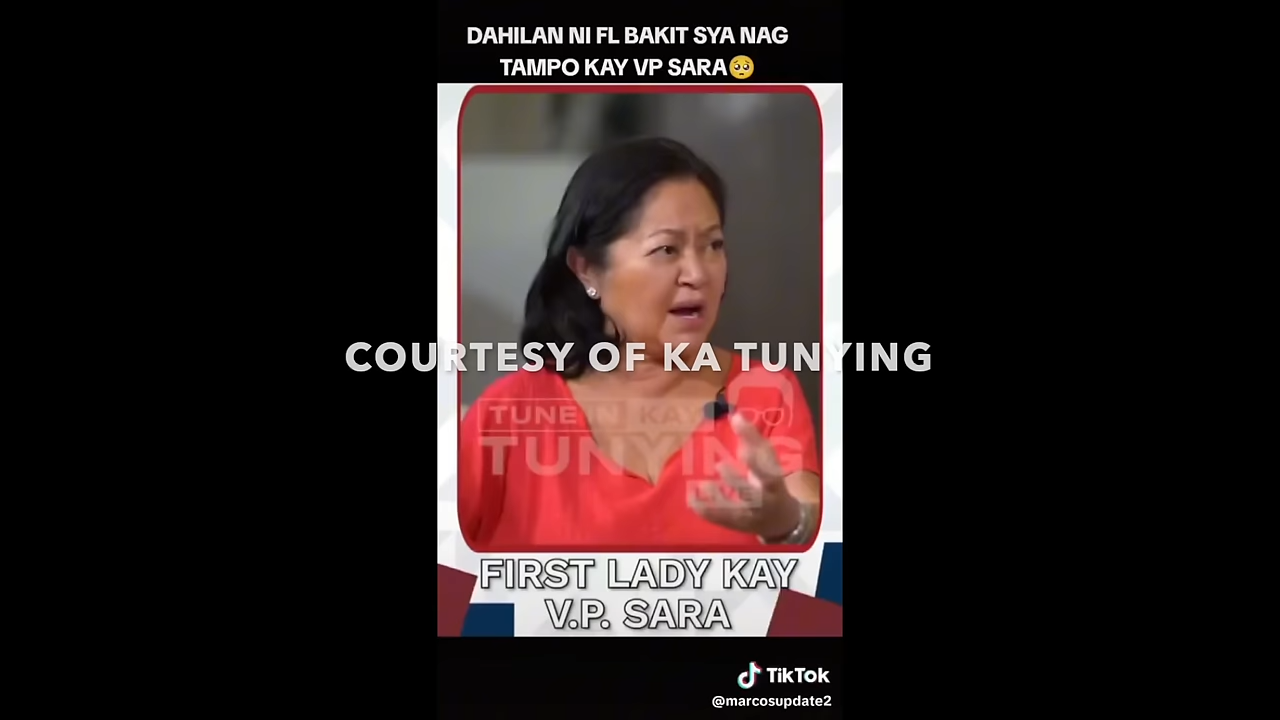 DAHILAN NI FL BAKIT SYA NAG
TAMPO KAY VP SARA🥺
COURTESY OF KA TUNYING
TUNE IN KAY
TUNYING
LIVE
FIRST LADY KAY
V.P. SARA
TikTok
@marcosupdate2